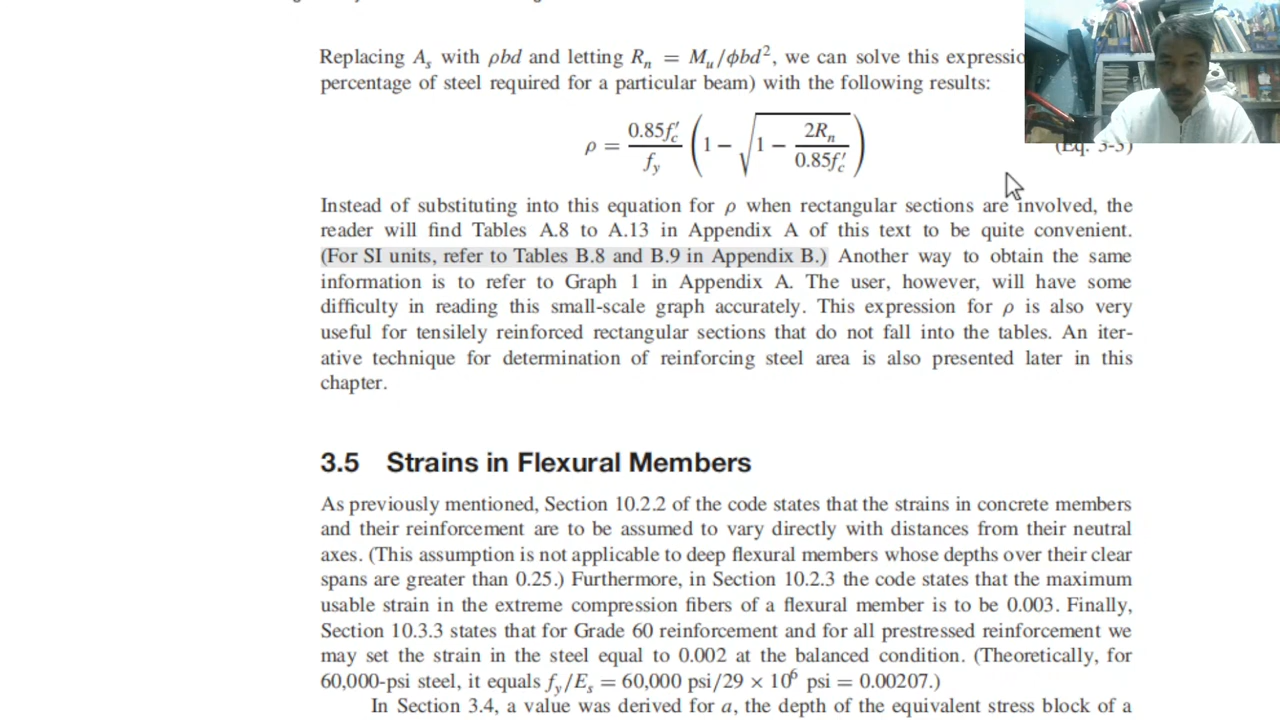 Replacing Aₛ with ρbd and letting Rₙ = Mᵤ/ϕbd², we can solve this expressio
percentage of steel required for a particular beam) with the following results:
ρ = 0.85f′c / fy (1 − √(1 − 2Rₙ / 0.85f′c))
(Eq. 3-5)
Instead of substituting into this equation for ρ when rectangular sections are involved, the
reader will find Tables A.8 to A.13 in Appendix A of this text to be quite convenient.
(For SI units, refer to Tables B.8 and B.9 in Appendix B.) Another way to obtain the same
information is to refer to Graph 1 in Appendix A. The user, however, will have some
difficulty in reading this small-scale graph accurately. This expression for ρ is also very
useful for tensilely reinforced rectangular sections that do not fall into the tables. An iter-
ative technique for determination of reinforcing steel area is also presented later in this
chapter.
3.5 Strains in Flexural Members
As previously mentioned, Section 10.2.2 of the code states that the strains in concrete members
and their reinforcement are to be assumed to vary directly with distances from their neutral
axes. (This assumption is not applicable to deep flexural members whose depths over their clear
spans are greater than 0.25.) Furthermore, in Section 10.2.3 the code states that the maximum
usable strain in the extreme compression fibers of a flexural member is to be 0.003. Finally,
Section 10.3.3 states that for Grade 60 reinforcement and for all prestressed reinforcement we
may set the strain in the steel equal to 0.002 at the balanced condition. (Theoretically, for
60,000-psi steel, it equals fy/Es = 60,000 psi/29 × 10⁶ psi = 0.00207.)
In Section 3.4, a value was derived for a, the depth of the equivalent stress block of a